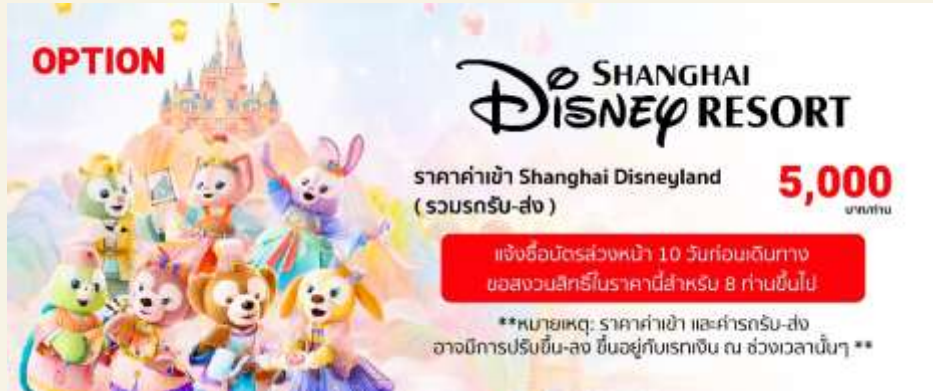 OPTION
SHANGHAI
DISNEY RESORT
ราคาค่าเข้า Shanghai Disneyland
( รวมรถรับ-ส่ง )
5,000
บาท/ท่าน
แจ้งซื้อบัตรล่วงหน้า 10 วันก่อนเดินทาง
ขอสงวนสิทธิ์ในราคานี้สำหรับ 8 ท่านขึ้นไป
**หมายเหตุ: ราคาค่าเข้า และค่ารถรับ-ส่ง
อาจมีการปรับขึ้น-ลง ขึ้นอยู่กับเรทเงิน ณ ช่วงเวลานั้นๆ **